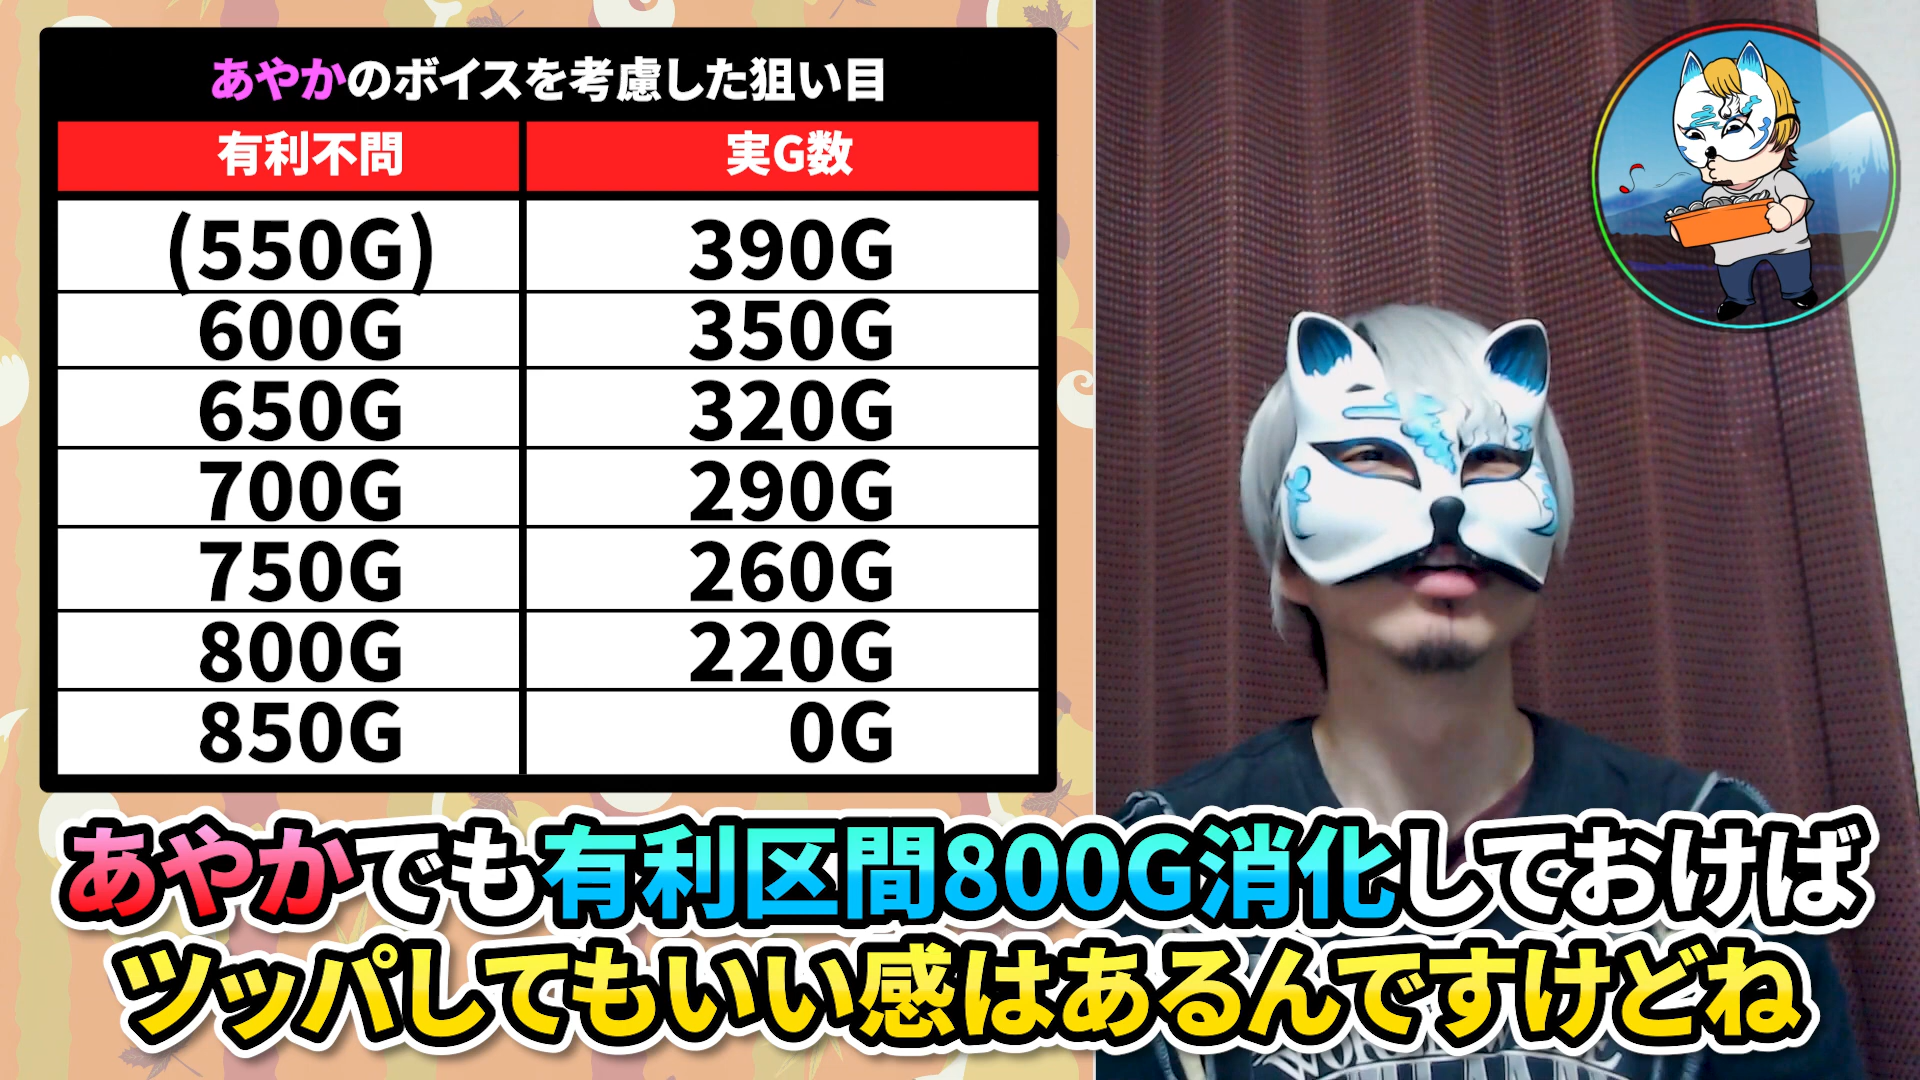 あやかのボイスを考慮した狙い目
有利不問 実G数
(550G) 390G
600G 350G
650G 320G
700G 290G
750G 260G
800G 220G
850G 0G
あやかでも有利区間800G消化しておけば
ツッパしてもいい感はあるんですけどね